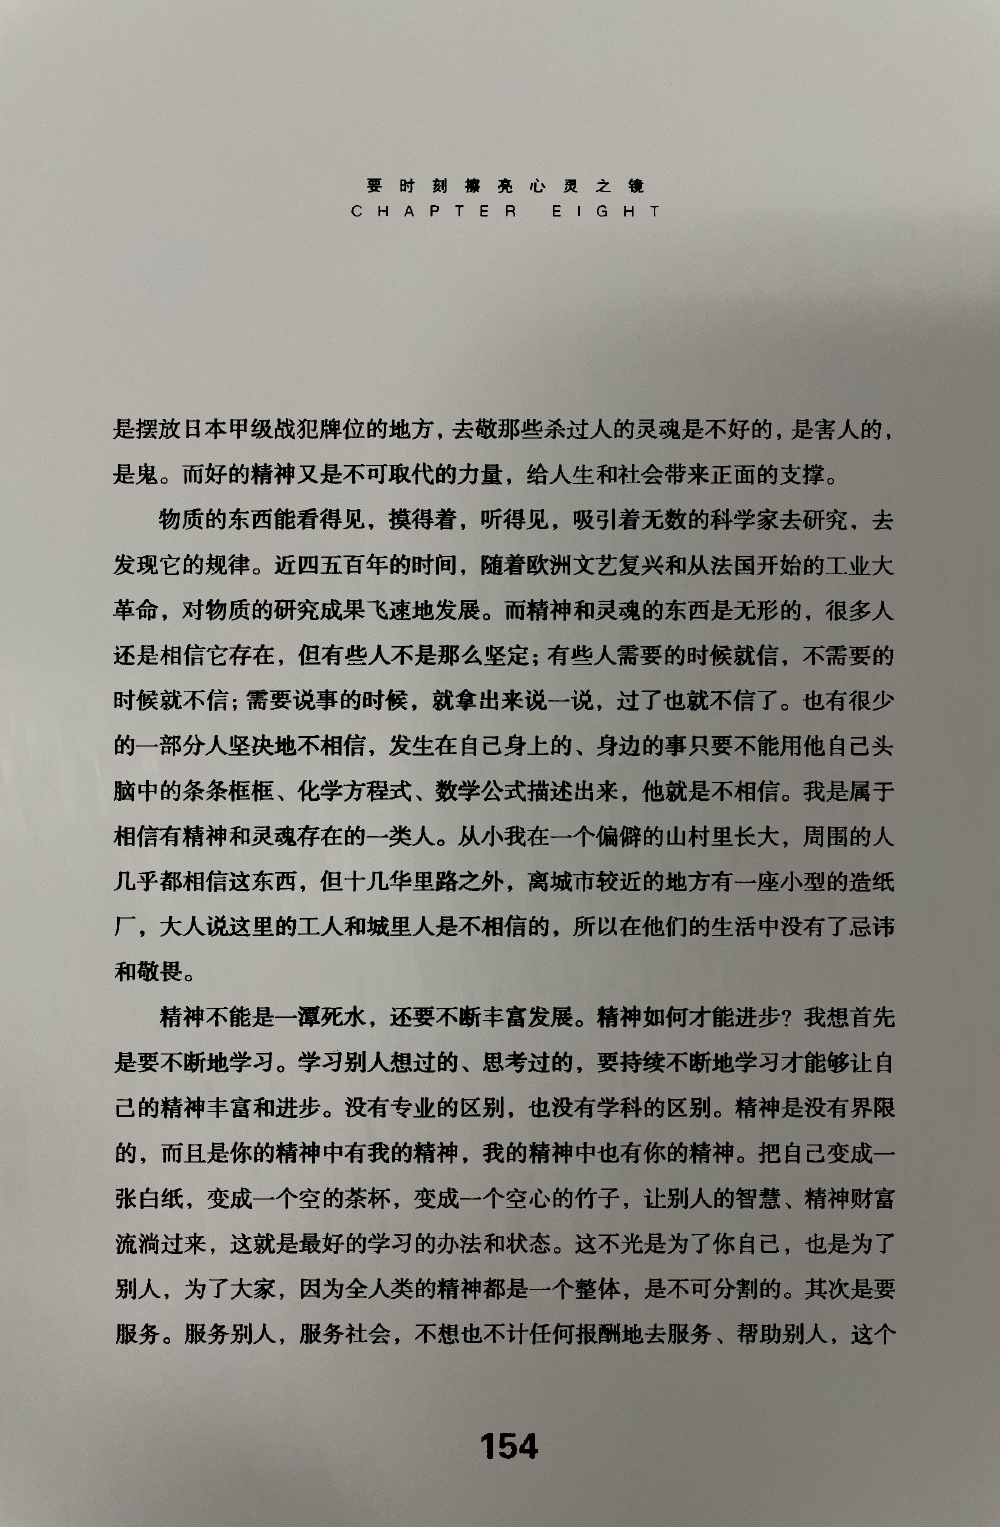 要时刻擦亮心灵之镜
CHAPTER EIGHT
是摆放日本甲级战犯牌位的地方，去敬那些杀过人的灵魂是不好的，是害人的，
是鬼。而好的精神又是不可取代的力量，给人生和社会带来正面的支撑。
物质的东西能看得见，摸得着，听得见，吸引着无数的科学家去研究，去
发现它的规律。近四五百年的时间，随着欧洲文艺复兴和从法国开始的工业大
革命，对物质的研究成果飞速地发展。而精神和灵魂的东西是无形的，很多人
还是相信它存在，但有些人不是那么坚定；有些人需要的时候就信，不需要的
时候就不信；需要说事的时候，就拿出来说一说，过了也就不信了。也有很少
的一部分人坚决地不相信，发生在自己身上的、身边的事只要不能用他自己头
脑中的条条框框、化学方程式、数学公式描述出来，他就是不相信。我是属于
相信有精神和灵魂存在的一类人。从小我在一个偏僻的山村里长大，周围的人
几乎都相信这东西，但十几华里路之外，离城市较近的地方有一座小型的造纸
厂，大人说这里的工人和城里人是不相信的，所以在他们的生活中没有了忌讳
和敬畏。
精神不能是一潭死水，还要不断丰富发展。精神如何才能进步？我想首先
是要不断地学习。学习别人想过的、思考过的，要持续不断地学习才能够让自
己的精神丰富和进步。没有专业的区别，也没有学科的区别。精神是没有界限
的，而且是你的精神中有我的精神，我的精神中也有你的精神。把自己变成一
张白纸，变成一个空的茶杯，变成一个空心的竹子，让别人的智慧、精神财富
流淌过来，这就是最好的学习的办法和状态。这不光是为了你自己，也是为了
别人，为了大家，因为全人类的精神都是一个整体，是不可分割的。其次是要
服务。服务别人，服务社会，不想也不计任何报酬地去服务、帮助别人，这个
154